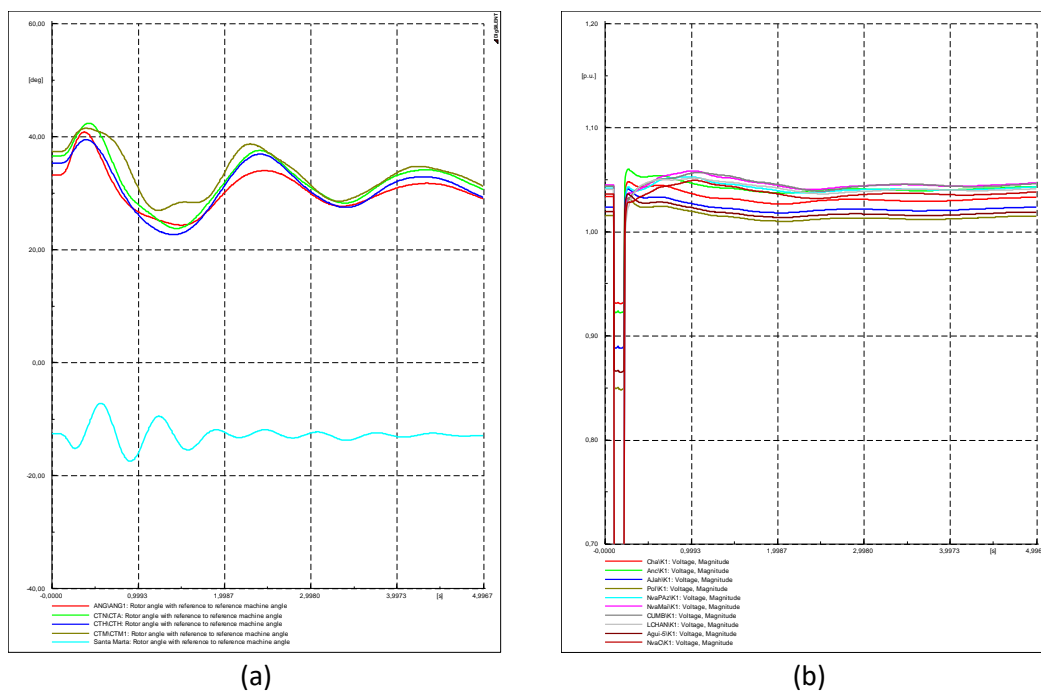 60,00
[deg]
40,00
20,00
0,00
-20,00
-40,00
-0,0000
0,9993
1,9987
2,9980
3,9973
[s]
4,9967
DIgSILENT
ANG\ANG1: Rotor angle with reference to reference machine angle
CTN\CTA: Rotor angle with reference to reference machine angle
CTH\CTH: Rotor angle with reference to reference machine angle
CTM\CTM1: Rotor angle with reference to reference machine angle
Santa Marta: Rotor angle with reference to reference machine angle
(a)
1,20
[p.u.]
1,10
1,00
0,90
0,80
0,70
-0,0000
0,9993
1,9987
2,9980
3,9973
[s]
4,996
Cha\K1: Voltage, Magnitude
Anc\K1: Voltage, Magnitude
AJah\K1: Voltage, Magnitude
Pol\K1: Voltage, Magnitude
NvaPAz\K1: Voltage, Magnitude
NvaMai\K1: Voltage, Magnitude
CUMB\K1: Voltage, Magnitude
LCHAN\K1: Voltage, Magnitude
Agui-5\K1: Voltage, Magnitude
NvaC\K1: Voltage, Magnitude
(b)